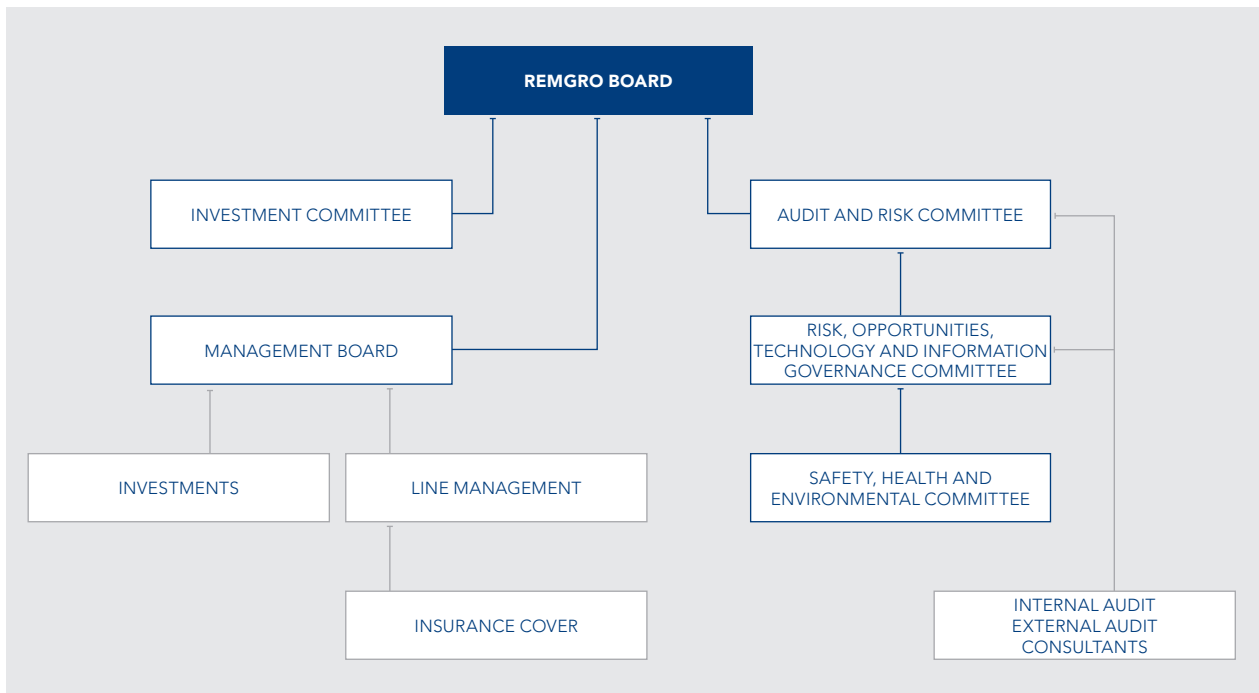 REMGRO BOARD
INVESTMENT COMMITTEE
AUDIT AND RISK COMMITTEE
MANAGEMENT BOARD
RISK, OPPORTUNITIES,
TECHNOLOGY AND INFORMATION
GOVERNANCE COMMITTEE
INVESTMENTS
LINE MANAGEMENT
SAFETY, HEALTH AND
ENVIRONMENTAL COMMITTEE
INSURANCE COVER
INTERNAL AUDIT
EXTERNAL AUDIT
CONSULTANTS